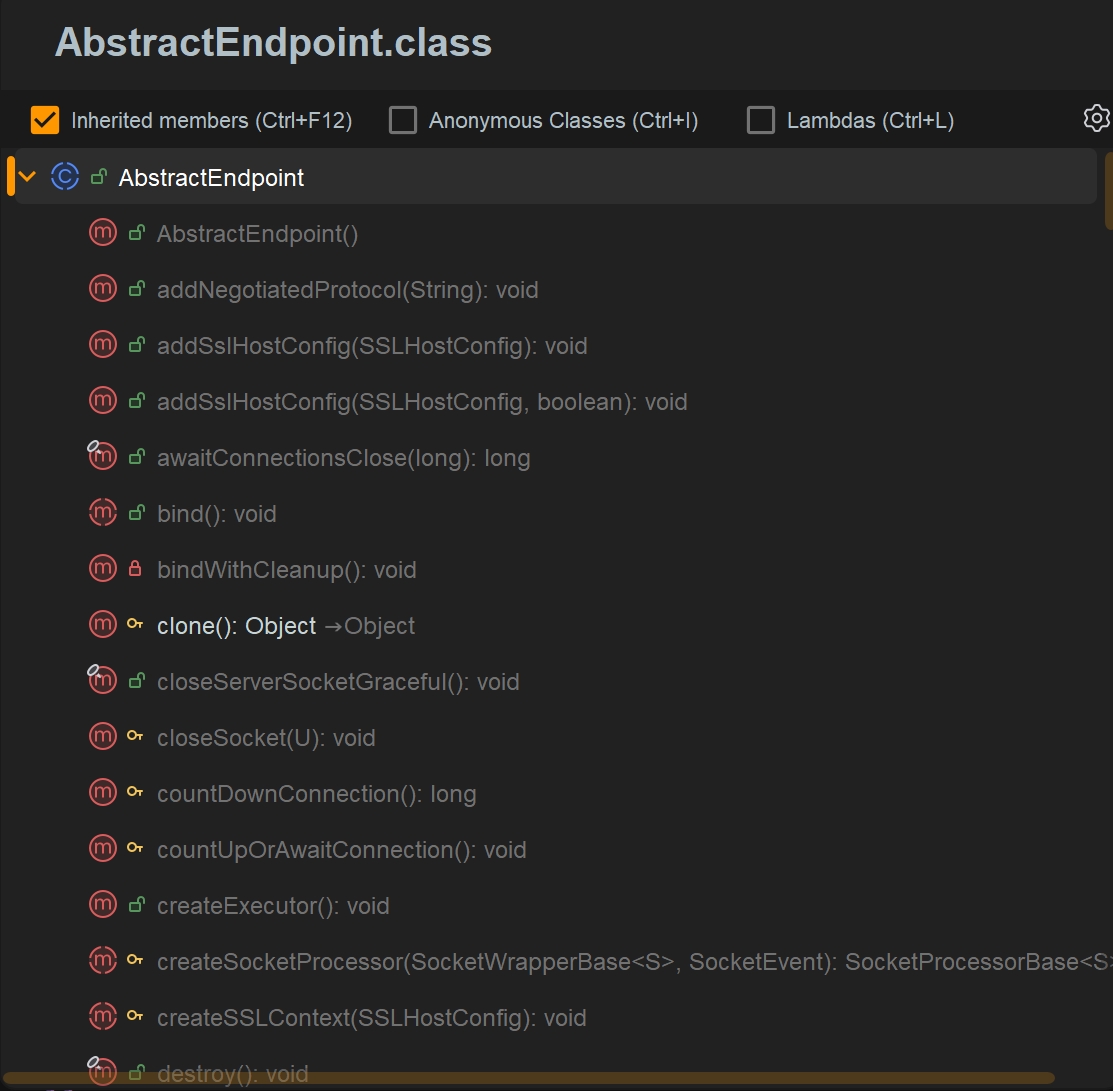 AbstractEndpoint.class
Inherited members (Ctrl+F12) Anonymous Classes (Ctrl+I) Lambdas (Ctrl+L)
AbstractEndpoint
AbstractEndpoint()
addNegotiatedProtocol(String): void
addSslHostConfig(SSLHostConfig): void
addSslHostConfig(SSLHostConfig, boolean): void
awaitConnectionsClose(long): long
bind(): void
bindWithCleanup(): void
clone(): Object →Object
closeServerSocketGraceful(): void
closeSocket(U): void
countDownConnection(): long
countUpOrAwaitConnection(): void
createExecutor(): void
createSocketProcessor(SocketWrapperBase<S>, SocketEvent): SocketProcessorBase<S>
createSSLContext(SSLHostConfig): void
destroy(): void